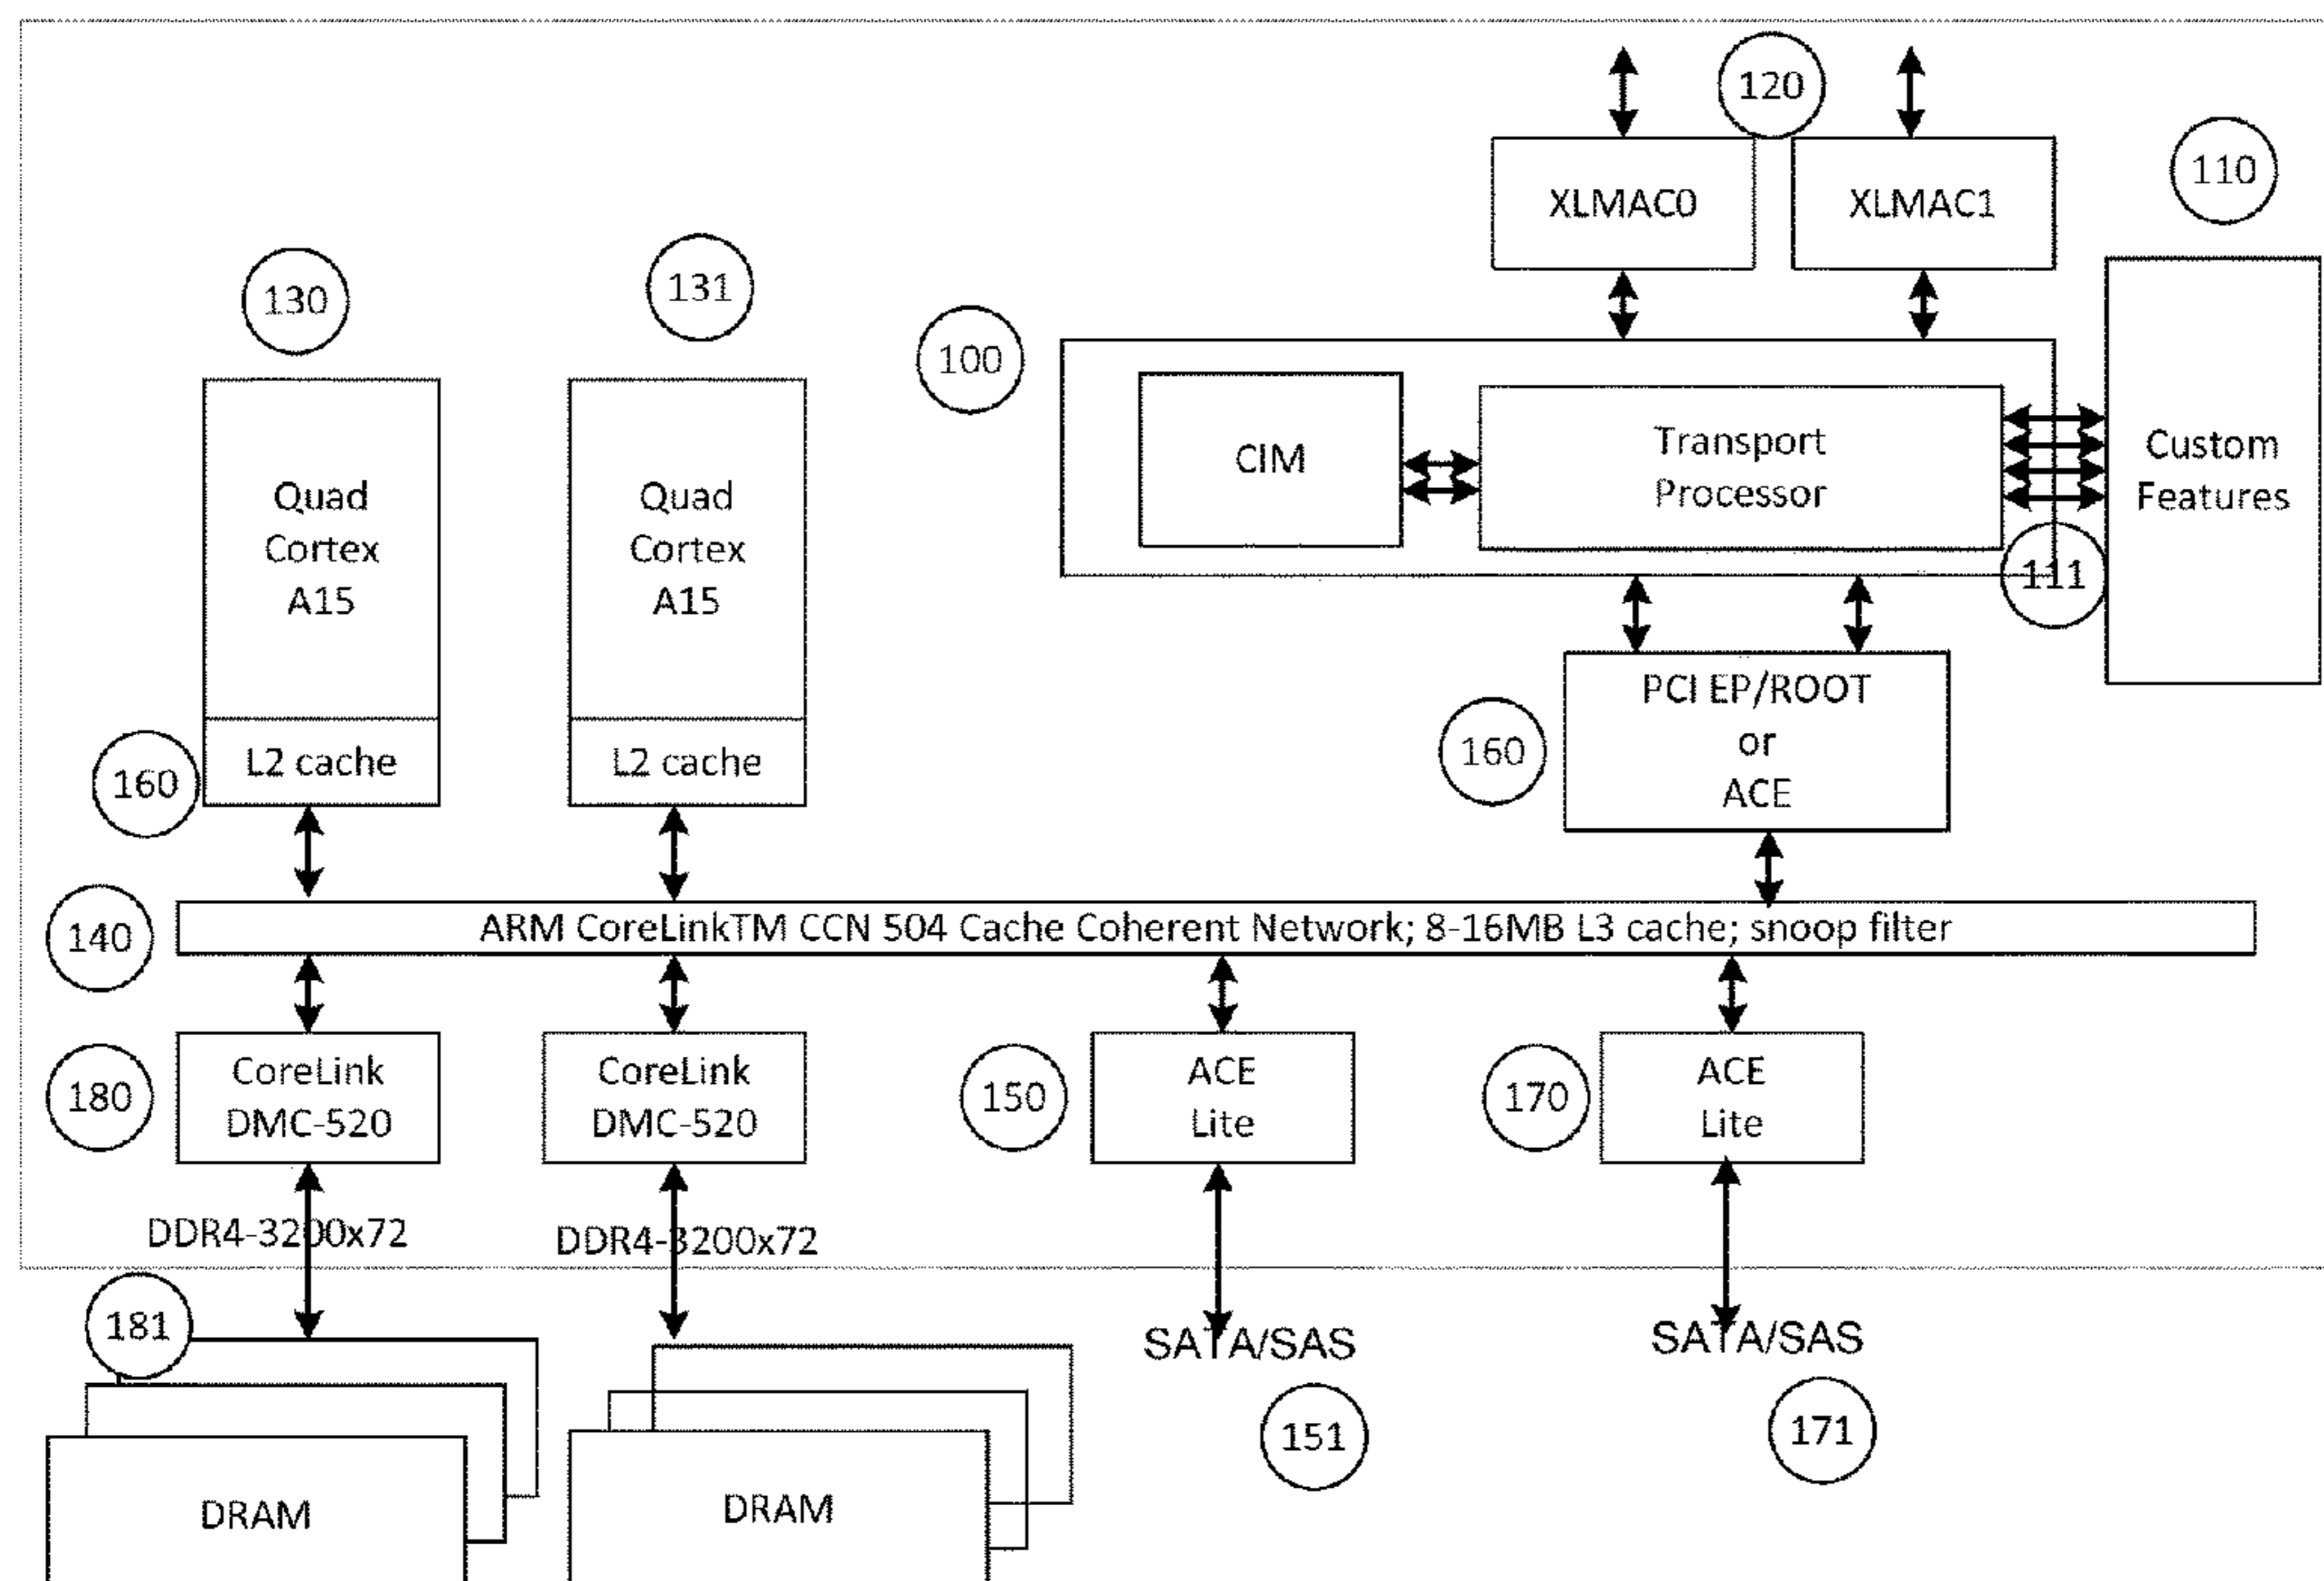 120
110
XLMAC0
XLMAC1
130
131
100
CIM
Transport
Processor
Custom
Features
Quad
Cortex
A15
Quad
Cortex
A15
111
PCI EP/ROOT
or
ACE
160
L2 cache
L2 cache
160
140
ARM CoreLinkTM CCN 504 Cache Coherent Network; 8-16MB L3 cache; snoop filter
180
CoreLink
DMC-520
CoreLink
DMC-520
150
ACE
Lite
170
ACE
Lite
DDR4-3200x72
DDR4-3200x72
181
SATA/SAS
SATA/SAS
151
171
DRAM
DRAM